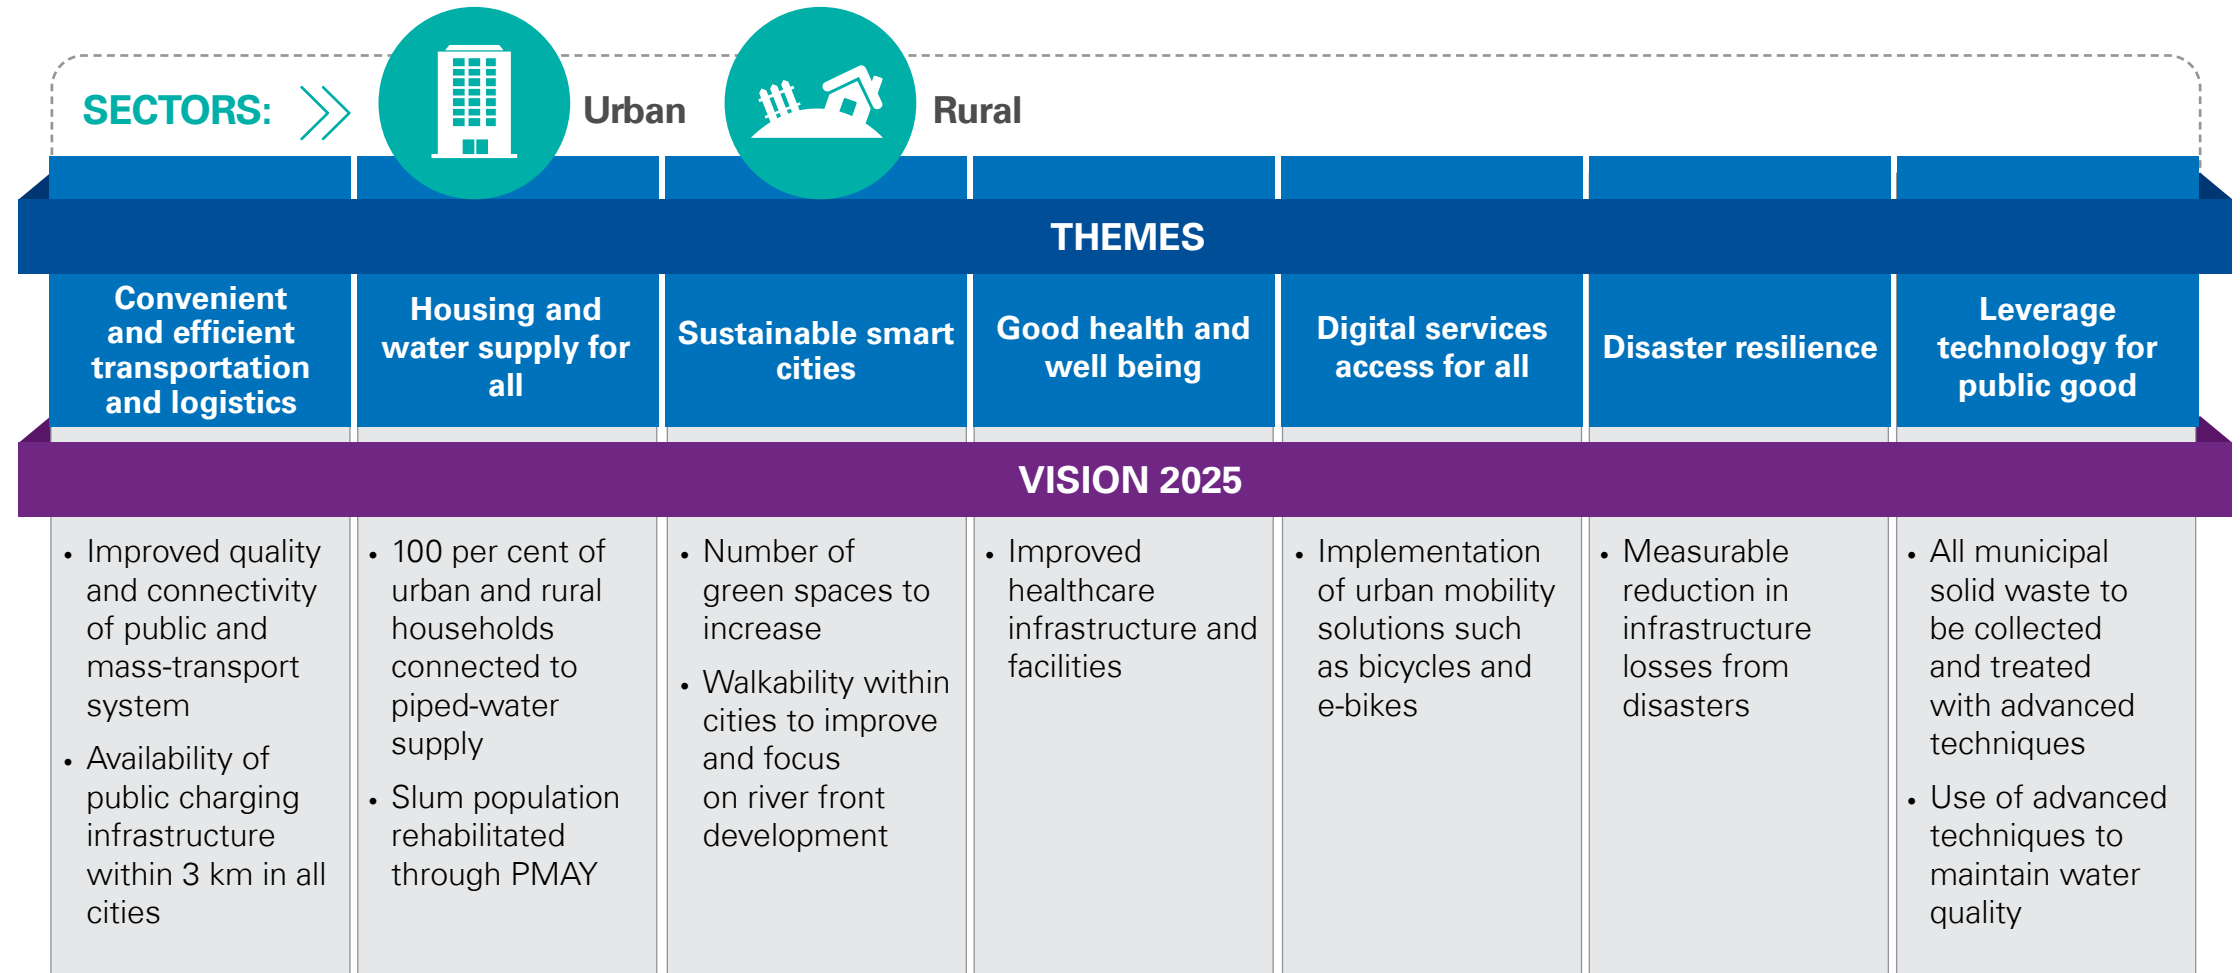 SECTORS:
Urban
Rural
THEMES
Convenient
and efficient
transportation
and logistics
Housing and
water supply for
all
Sustainable smart
cities
Good health and
well being
Digital services
access for all
Disaster resilience
Leverage
technology for
public good
VISION 2025
• Improved quality
and connectivity
of public and
mass-transport
system
• Availability of
public charging
infrastructure
within 3 km in all
cities
• 100 per cent of
urban and rural
households
connected to
piped-water
supply
• Slum population
rehabilitated
through PMAY
• Number of
green spaces to
increase
• Walkability within
cities to improve
and focus
on river front
development
• Improved
healthcare
infrastructure and
facilities
• Implementation
of urban mobility
solutions such
as bicycles and
e-bikes
• Measurable
reduction in
infrastructure
losses from
disasters
• All municipal
solid waste to
be collected
and treated
with advanced
techniques
• Use of advanced
techniques to
maintain water
quality